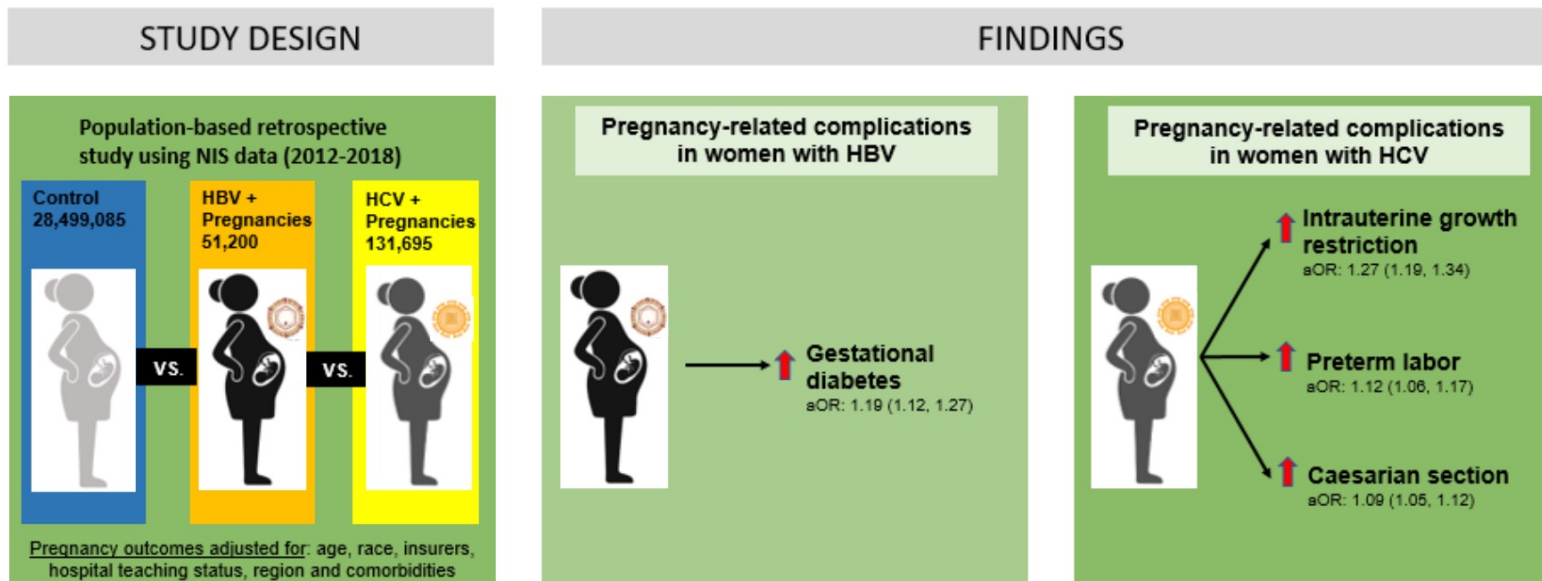 STUDY DESIGN
Population-based retrospective
study using NIS data (2012-2018)
Control
28,499,085
HBV +
Pregnancies
51,200
HCV +
Pregnancies
131,695
vs.
vs.
Pregnancy outcomes adjusted for: age, race, insurers,
hospital teaching status, region and comorbidities
FINDINGS
Pregnancy-related complications
in women with HBV
Gestational
diabetes
aOR: 1.19 (1.12, 1.27)
Pregnancy-related complications
in women with HCV
Intrauterine growth
restriction
aOR: 1.27 (1.19, 1.34)
Preterm labor
aOR: 1.12 (1.06, 1.17)
Caesarian section
aOR: 1.09 (1.05, 1.12)